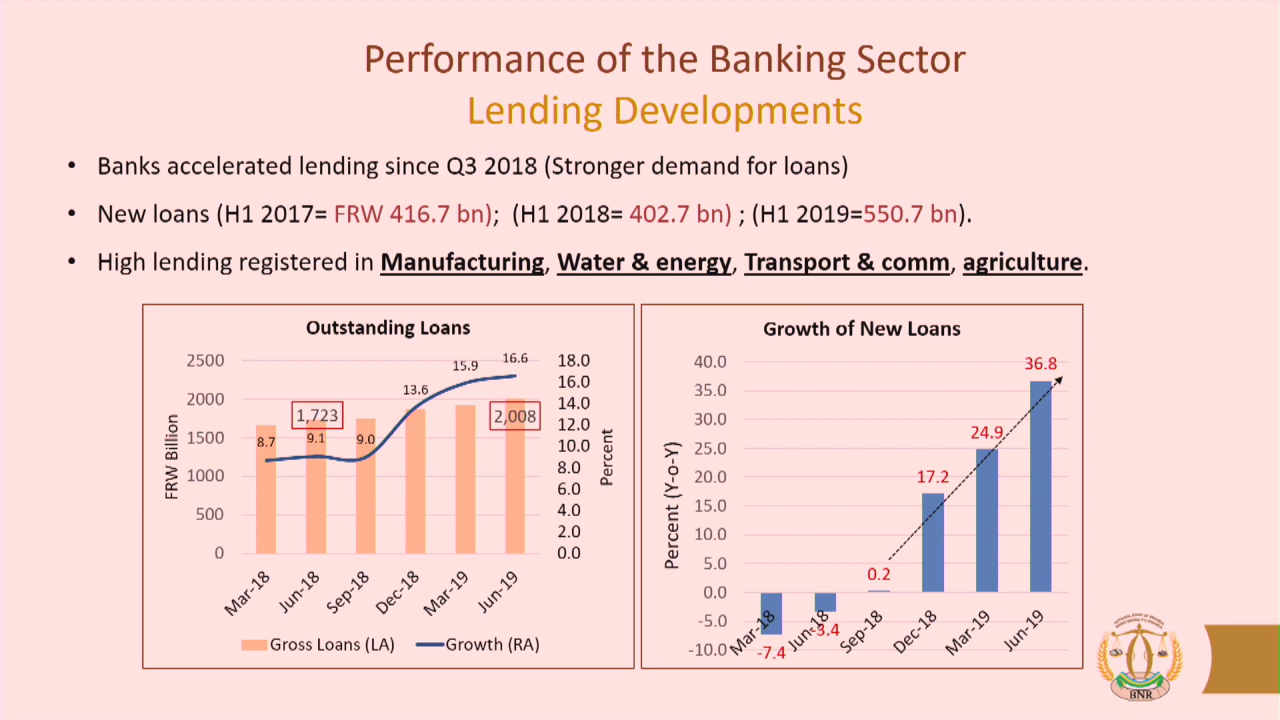 Performance of the Banking Sector
Lending Developments
• Banks accelerated lending since Q3 2018 (Stronger demand for loans)
• New loans (H1 2017= FRW 416.7 bn);  (H1 2018= 402.7 bn) ; (H1 2019=550.7 bn).
• High lending registered in Manufacturing, Water & energy, Transport & comm, agriculture.
Outstanding Loans
2500
2000
1500
1000
500
0
FRW Billion
18.0
16.0
14.0
12.0
10.0
8.0
6.0
4.0
2.0
0.0
Percent
8.7
9.1
9.0
13.6
15.9
16.6
1,723
2,008
Mar-18
Jun-18
Sep-18
Dec-18
Mar-19
Jun-19
Gross Loans (LA)
Growth (RA)
Growth of New Loans
40.0
35.0
30.0
25.0
20.0
15.0
10.0
5.0
0.0
-5.0
-10.0
Percent (Y-o-Y)
-7.4
-3.4
0.2
17.2
24.9
36.8
Mar-18
Jun-18
Sep-18
Dec-18
Mar-19
Jun-19
BNR